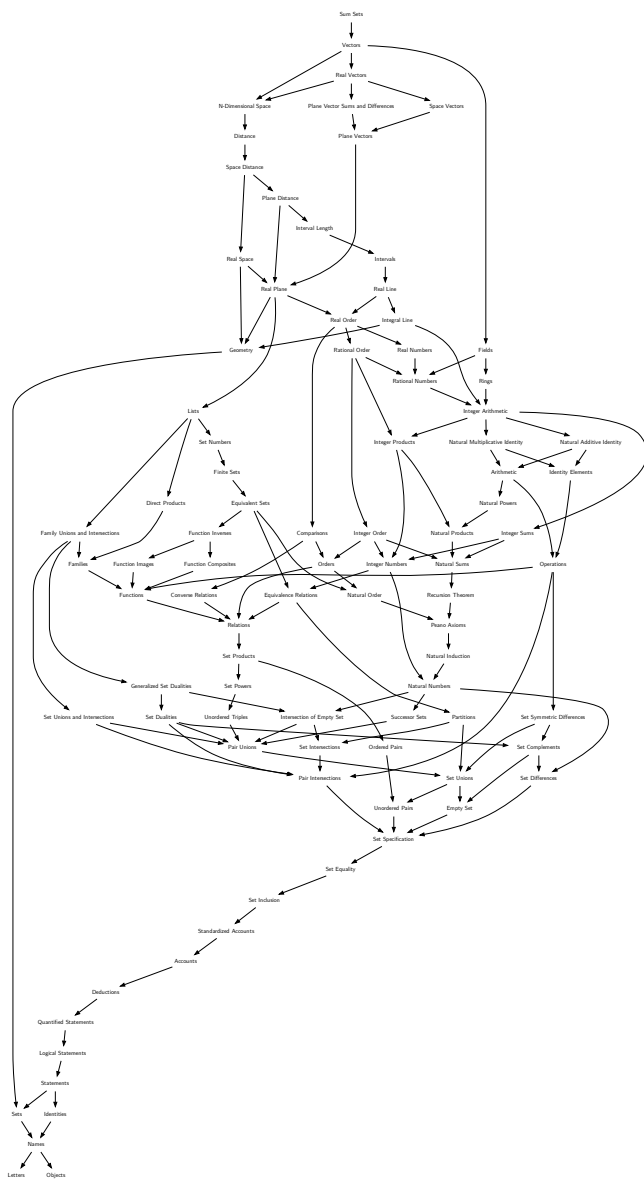 Sum Sets
Vectors
Real Vectors
N-Dimensional Space
Plane Vector Sums and Differences
Space Vectors
Distance
Plane Vectors
Space Distance
Plane Distance
Interval Length
Real Space
Intervals
Real Plane
Real Line
Real Order
Integral Line
Geometry
Rational Order
Real Numbers
Fields
Rational Numbers
Rings
Lists
Integer Arithmetic
Set Numbers
Integer Products
Natural Multiplicative Identity
Natural Additive Identity
Finite Sets
Arithmetic
Identity Elements
Direct Products
Equivalent Sets
Natural Powers
Family Unions and Intersections
Function Inverses
Comparisons
Integer Order
Natural Products
Integer Sums
Families
Function Images
Function Composites
Orders
Integer Numbers
Natural Sums
Operations
Functions
Converse Relations
Equivalence Relations
Natural Order
Recursion Theorem
Relations
Peano Axioms
Set Products
Natural Induction
Generalized Set Dualities
Set Powers
Natural Numbers
Set Unions and Intersections
Set Dualities
Unordered Triples
Intersection of Empty Set
Successor Sets
Partitions
Set Symmetric Differences
Pair Unions
Set Intersections
Ordered Pairs
Set Complements
Pair Intersections
Set Unions
Set Differences
Unordered Pairs
Empty Set
Set Specification
Set Equality
Set Inclusion
Standardized Accounts
Accounts
Deductions
Quantified Statements
Logical Statements
Statements
Sets
Identities
Names
Letters
Objects